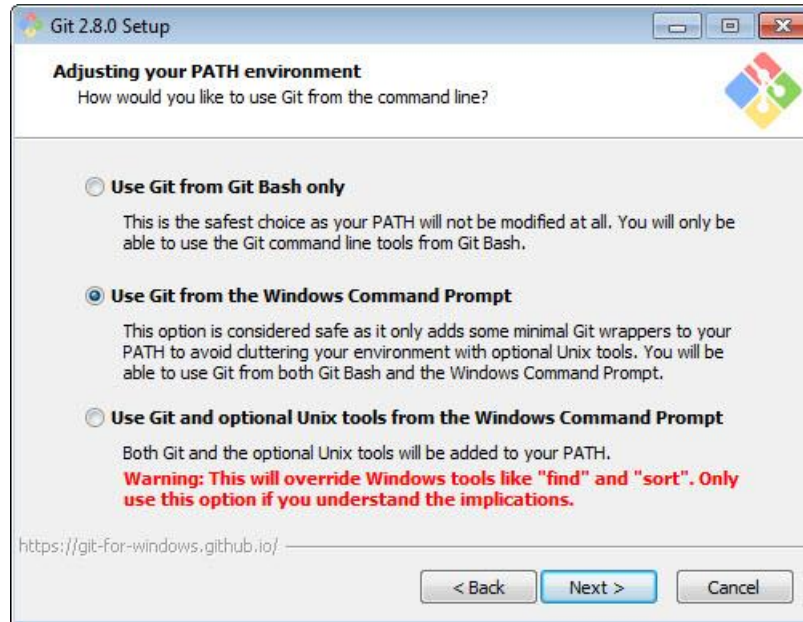 Git 2.8.0 Setup
Adjusting your PATH environment
How would you like to use Git from the command line?
Use Git from Git Bash only
This is the safest choice as your PATH will not be modified at all. You will only be
able to use the Git command line tools from Git Bash.
Use Git from the Windows Command Prompt
This option is considered safe as it only adds some minimal Git wrappers to your
PATH to avoid cluttering your environment with optional Unix tools. You will be
able to use Git from both Git Bash and the Windows Command Prompt.
Use Git and optional Unix tools from the Windows Command Prompt
Both Git and the optional Unix tools will be added to your PATH.
Warning: This will override Windows tools like "find" and "sort". Only
use this option if you understand the implications.
https://git-for-windows.github.io/
< Back Next > Cancel